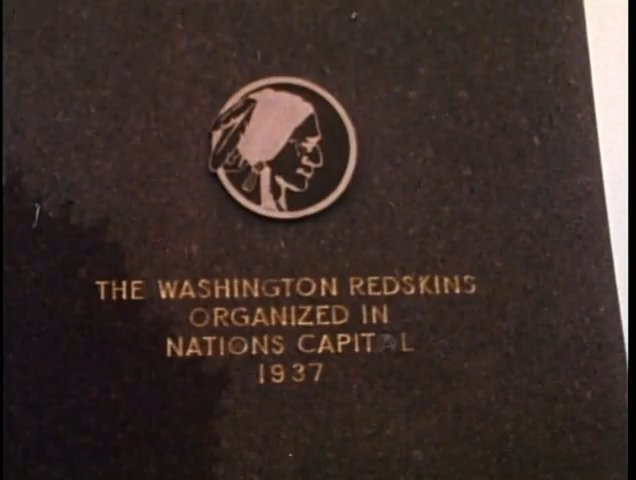 THE WASHINGTON REDSKINS
ORGANIZED IN
NATIONS CAPITAL
1937